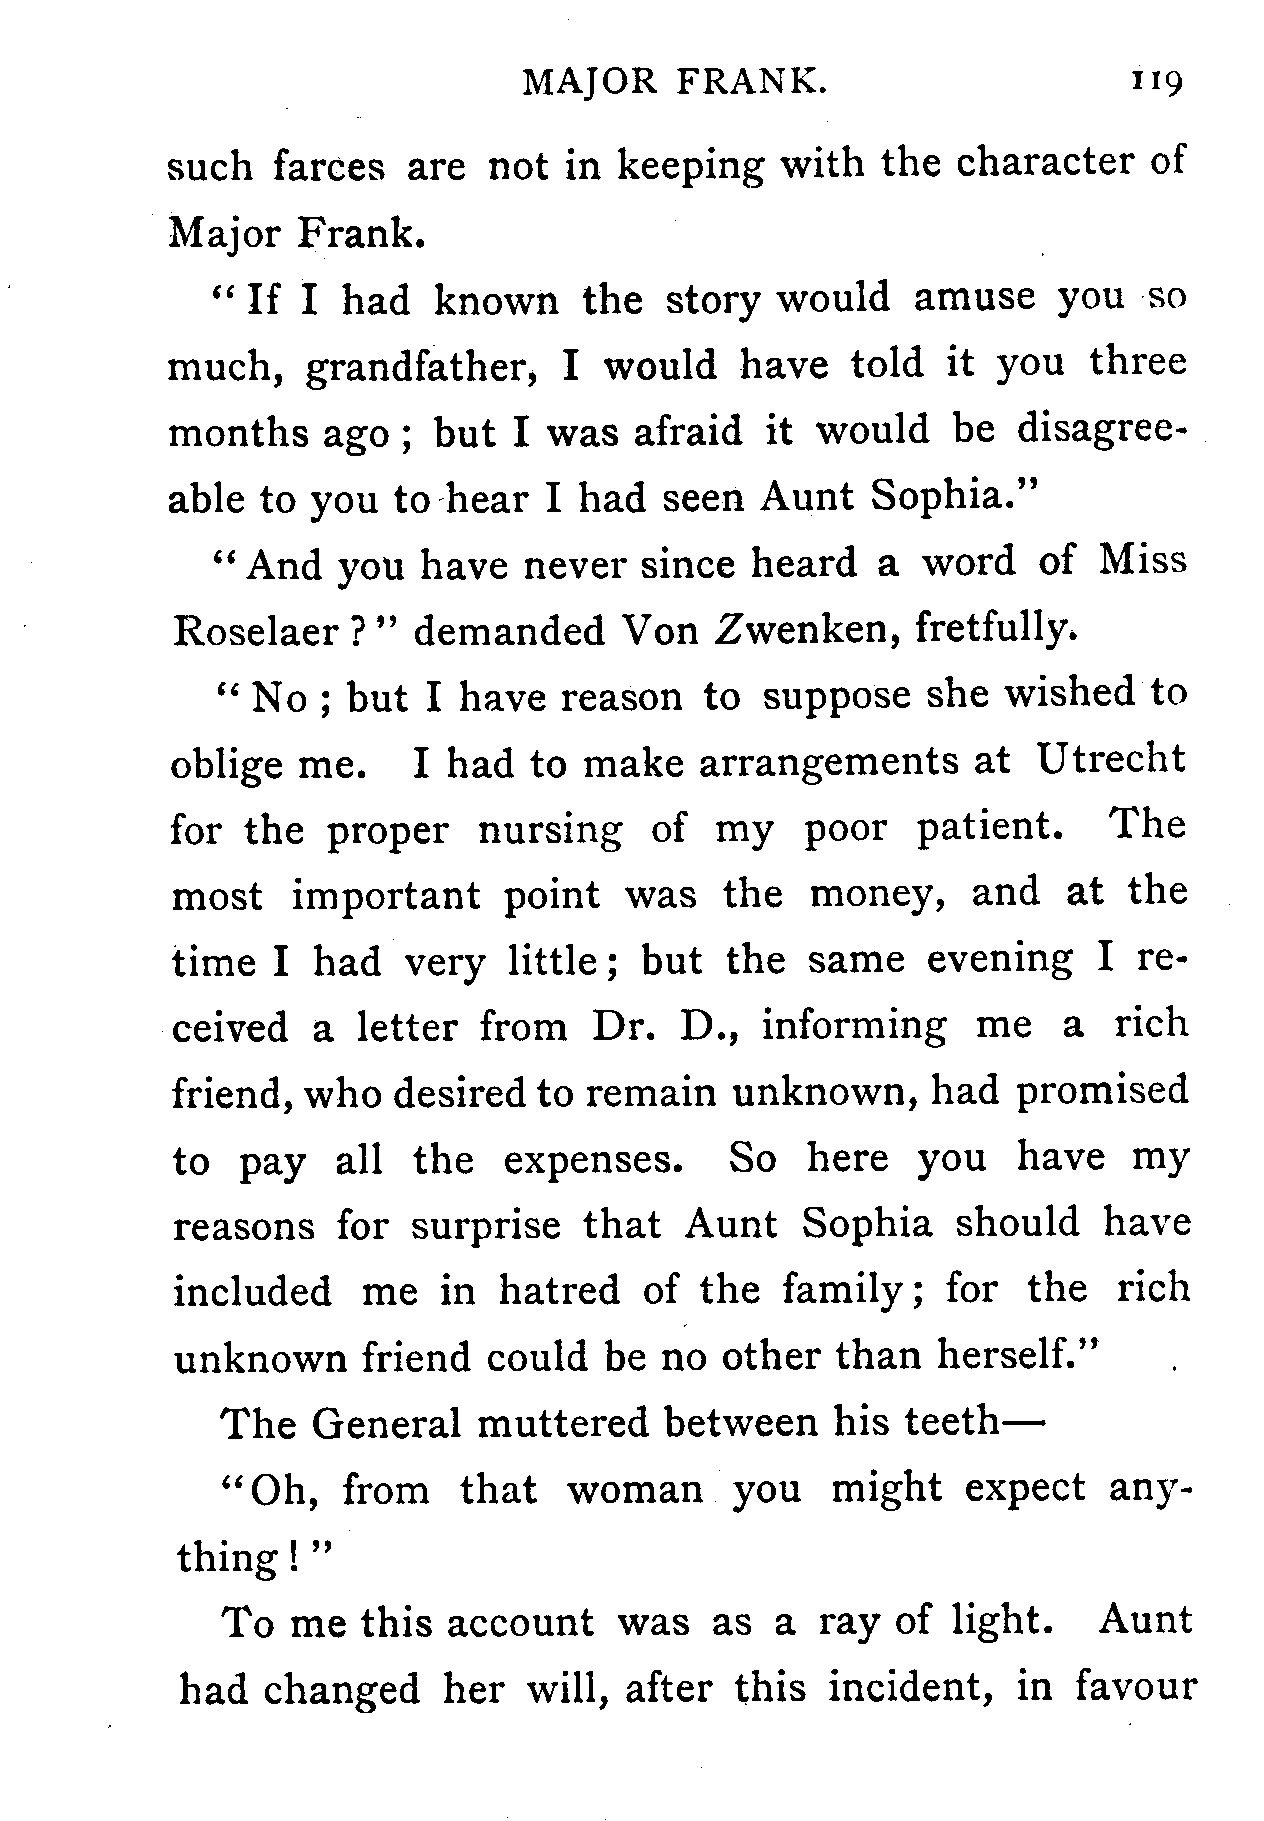 MAJOR FRANK. 119
such farces are not in keeping with the character of
Major Frank.
“ If I had known the story would amuse you so
much, grandfather, I would have told it you three
months ago ; but I was afraid it would be disagree-
able to you to hear I had seen Aunt Sophia.”
“ And you have never since heard a word of Miss
Roselaer ? ” demanded Von Zwenken, fretfully.
“ No ; but I have reason to suppose she wished to
oblige me. I had to make arrangements at Utrecht
for the proper nursing of my poor patient. The
most important point was the money, and at the
time I had very little ; but the same evening I re-
ceived a letter from Dr. D., informing me a rich
friend, who desired to remain unknown, had promised
to pay all the expenses. So here you have my
reasons for surprise that Aunt Sophia should have
included me in hatred of the family ; for the rich
unknown friend could be no other than herself.”
The General muttered between his teeth—
“Oh, from that woman you might expect any-
thing ! ”
To me this account was as a ray of light. Aunt
had changed her will, after this incident, in favour